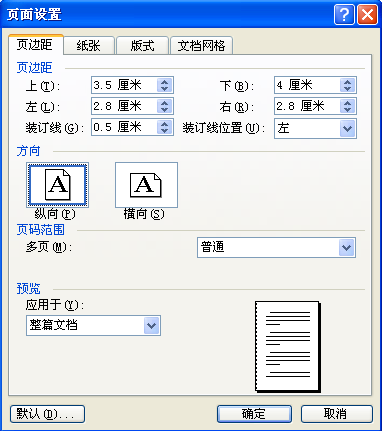 页面设置
页边距 纸张 版式 文档网格
页边距
上(T): 3.5 厘米 下(B): 4 厘米
左(L): 2.8 厘米 右(R): 2.8 厘米
装订线(G): 0.5 厘米 装订线位置(U): 左
方向
A A
纵向(P) 横向(S)
页码范围
多页(M): 普通
预览
应用于(Y):
整篇文档
默认(D)... 确定 取消